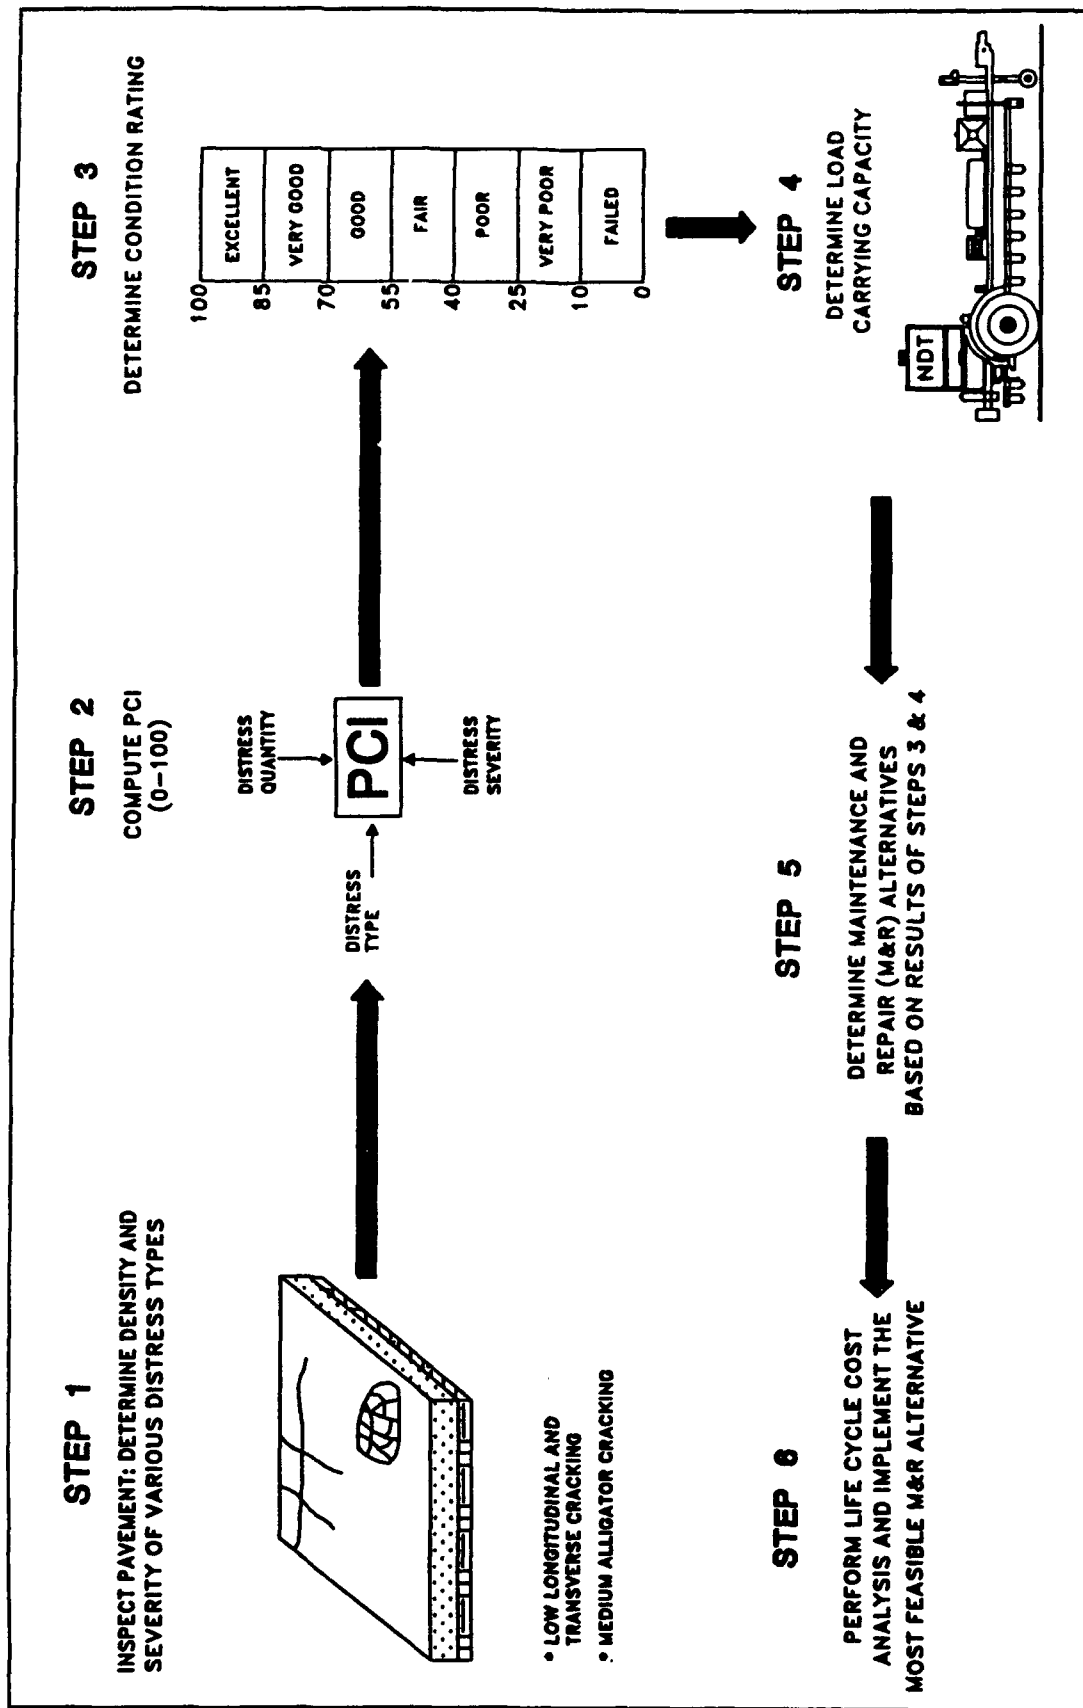 STEP 1
INSPECT PAVEMENT: DETERMINE DENSITY AND
SEVERITY OF VARIOUS DISTRESS TYPES
• LOW LONGITUDINAL AND
TRANSVERSE CRACKING
• MEDIUM ALLIGATOR CRACKING
STEP 2
COMPUTE PCI
(0-100)
DISTRESS
QUANTITY
DISTRESS
TYPE
PCI
DISTRESS
SEVERITY
STEP 3
DETERMINE CONDITION RATING
100
EXCELLENT
85
VERY GOOD
70
GOOD
55
FAIR
40
POOR
25
VERY POOR
10
FAILED
0
STEP 4
DETERMINE LOAD
CARRYING CAPACITY
NDT
STEP 5
DETERMINE MAINTENANCE AND
REPAIR (M&R) ALTERNATIVES
BASED ON RESULTS OF STEPS 3 & 4
STEP 6
PERFORM LIFE CYCLE COST
ANALYSIS AND IMPLEMENT THE
MOST FEASIBLE M&R ALTERNATIVE